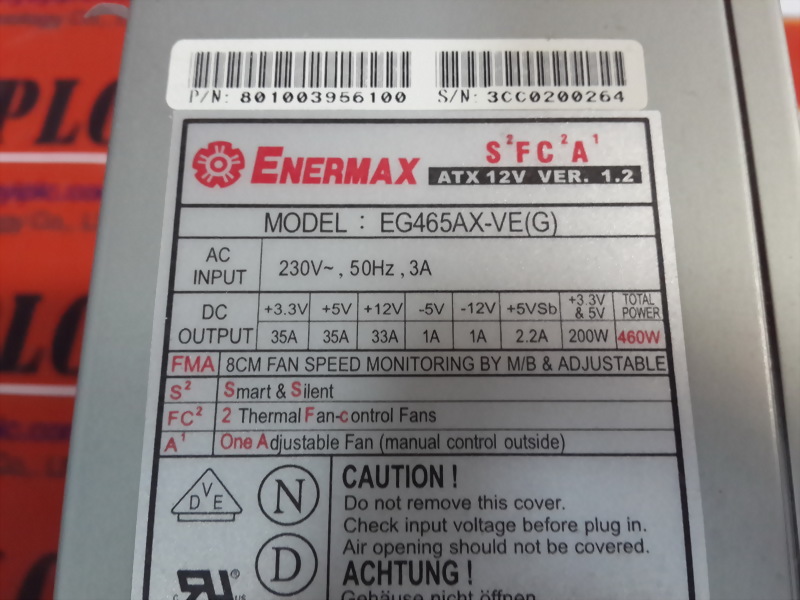 P/N: 801003956100 S/N: 3CC0200264
ENERMAX S²FC²A¹
ATX 12V VER. 1.2
MODEL : EG465AX-VE(G)
AC INPUT 230V~, 50Hz, 3A
DC OUTPUT +3.3V +5V +12V -5V -12V +5VSb +3.3V & 5V TOTAL POWER
35A 35A 33A 1A 1A 2.2A 200W 460W
FMA 8CM FAN SPEED MONITORING BY M/B & ADJUSTABLE
S² Smart & Silent
FC² 2 Thermal Fan-control Fans
A¹ One Adjustable Fan (manual control outside)
DVE N CAUTION !
Do not remove this cover.
Check input voltage before plug in.
Air opening should not be covered.
D ACHTUNG !
Gehäuse nicht öffnen